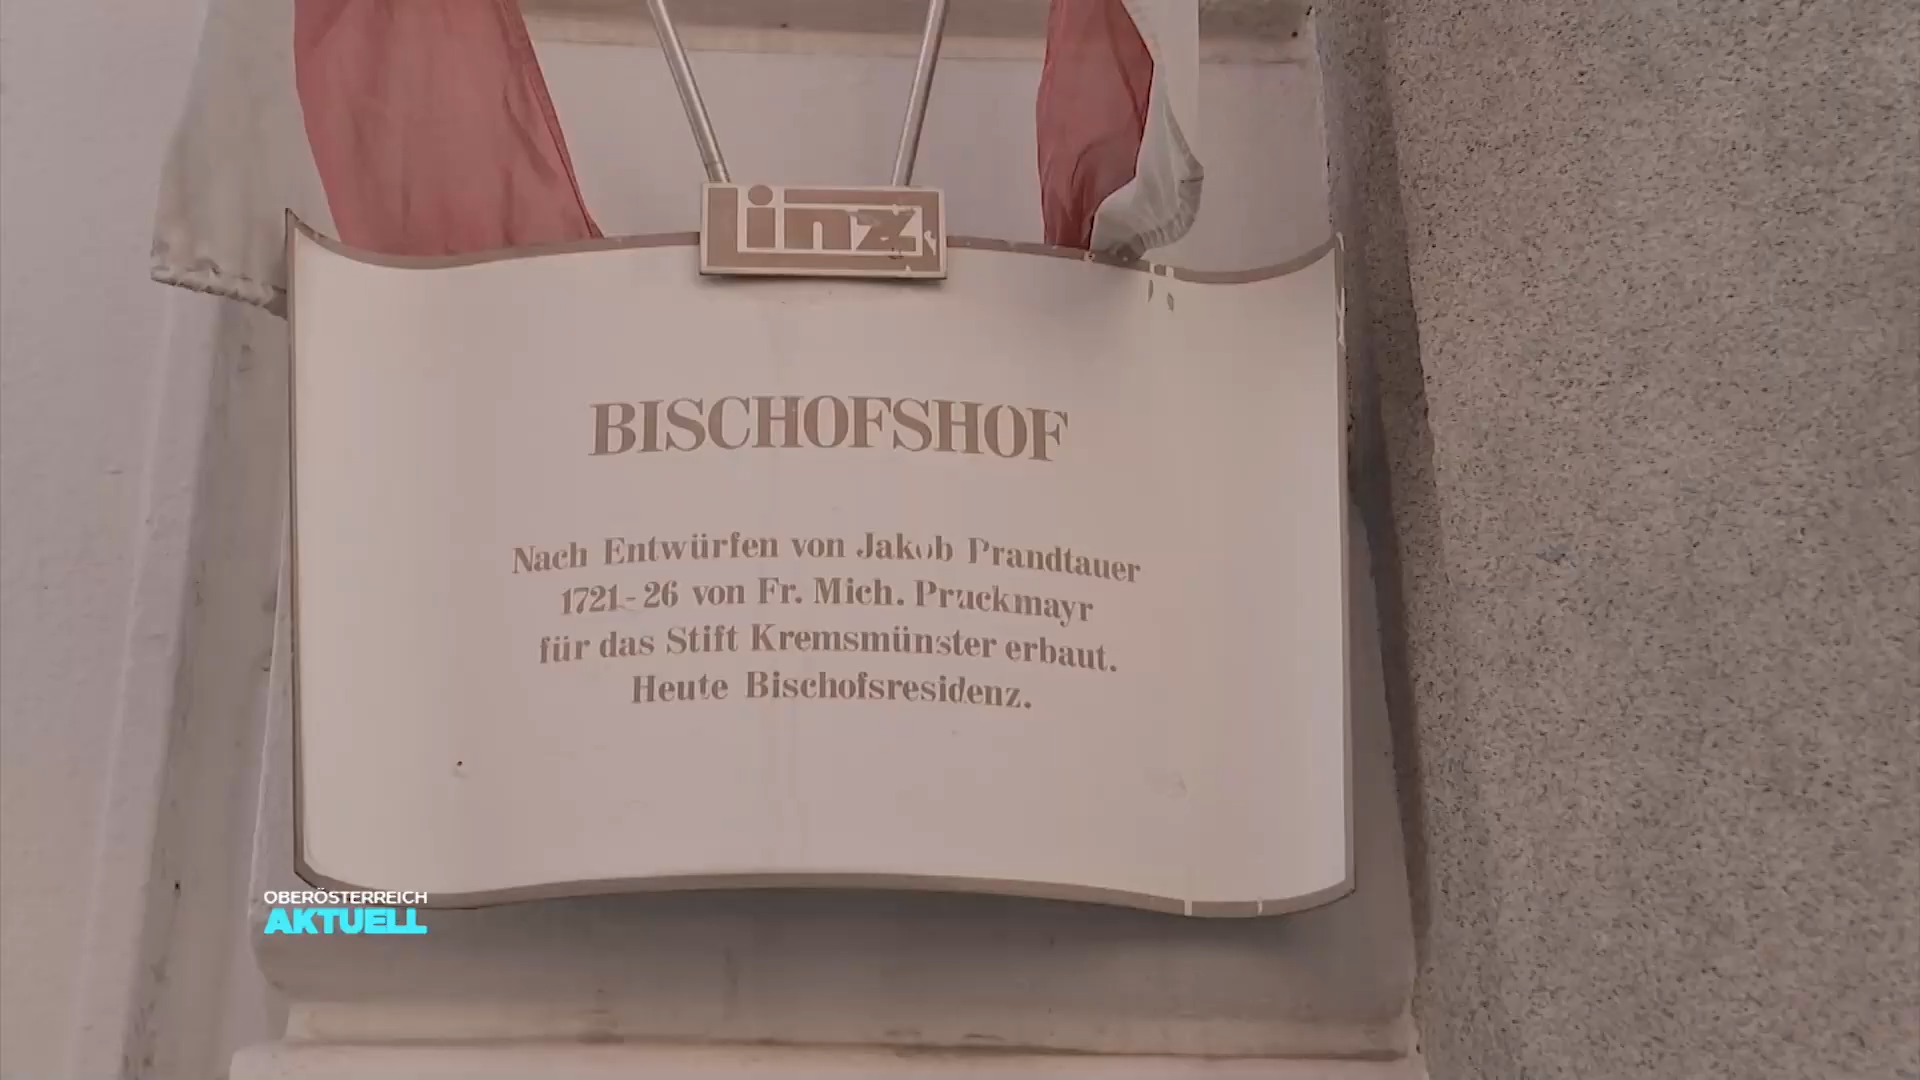 Linz
BISCHOFSHOF
Nach Entwürfen von Jakob Prandtauer
1721-26 von Fr. Mich. Pruckmayr
für das Stift Kremsmünster erbaut.
Heute Bischofsresidenz.
OBERÖSTERREICH
AKTUELL